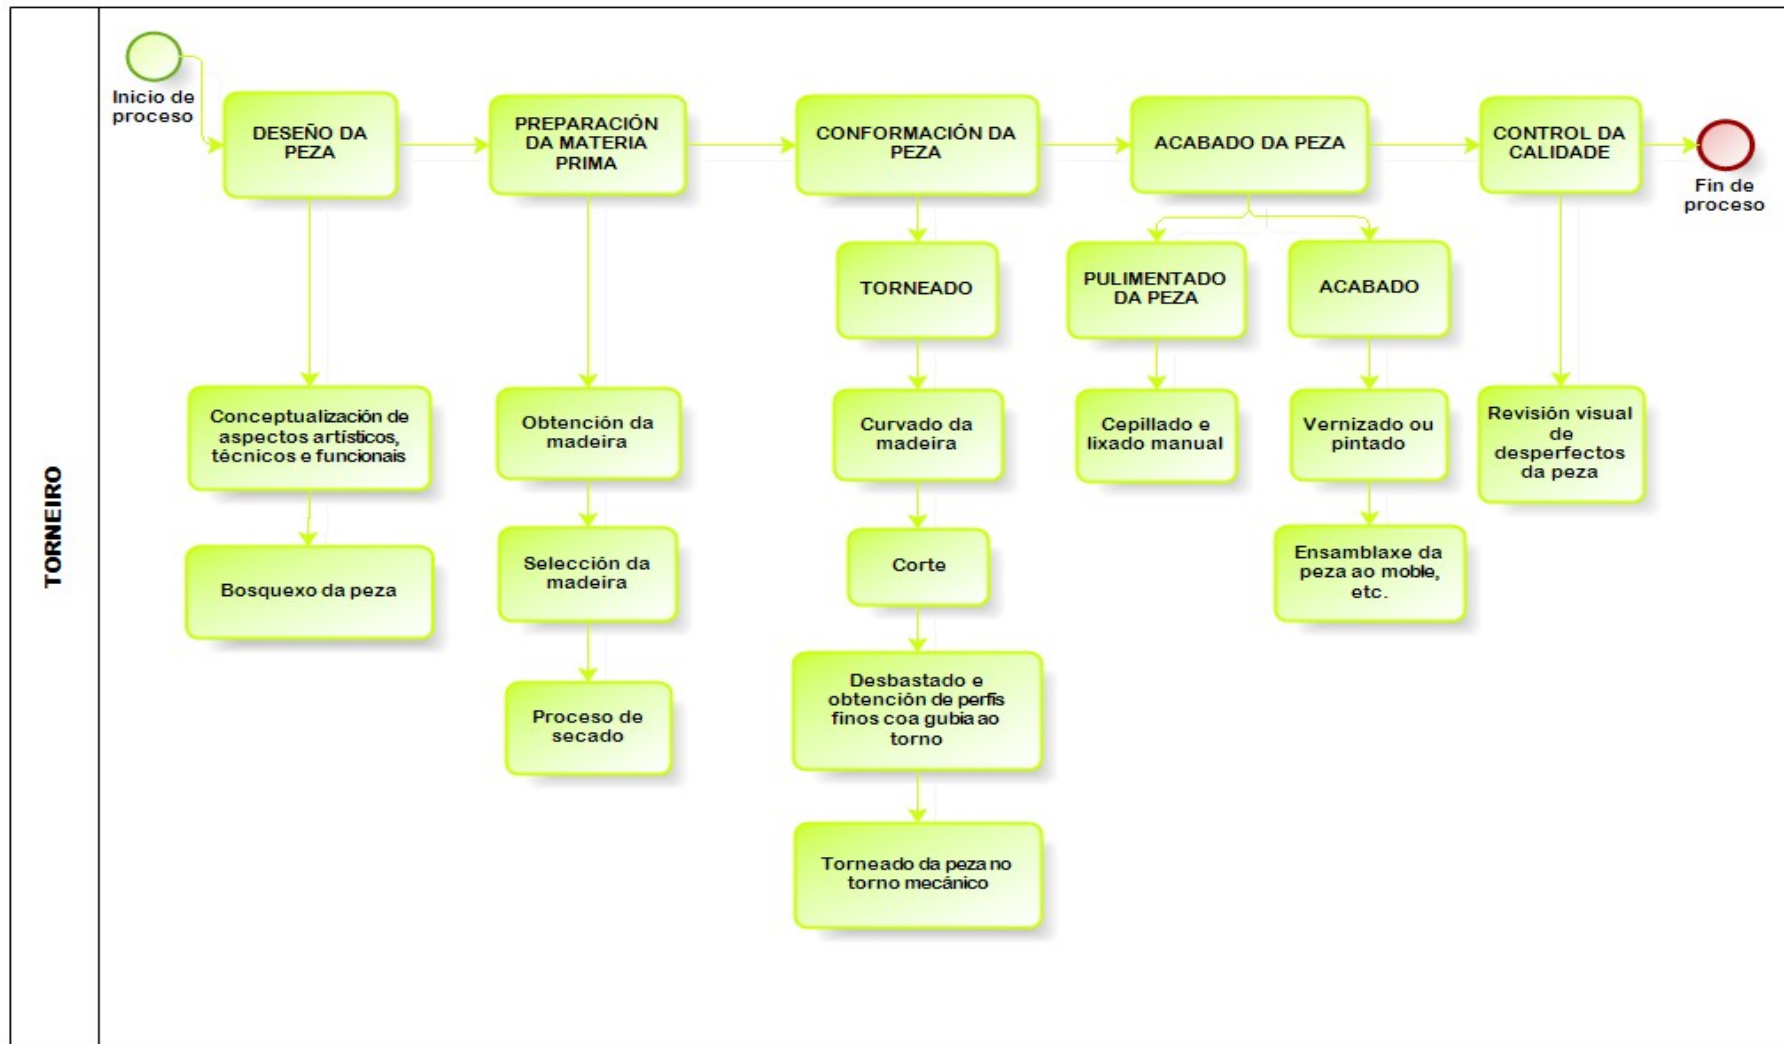 TORNEIRO
Inicio de
proceso
DESEÑO DA
PEZA
PREPARACIÓN
DA MATERIA
PRIMA
CONFORMACIÓN DA
PEZA
ACABADO DA PEZA
CONTROL DA
CALIDADE
Fin de
proceso
TORNEADO
PULIMENTADO
DA PEZA
ACABADO
Conceptualización de
aspectos artísticos,
técnicos e funcionais
Obtención da
madeira
Curvado da
madeira
Cepillado e
lixado manual
Vernizado ou
pintado
Revisión visual
de
desperfectos
da peza
Bosquexo da peza
Selección da
madeira
Corte
Ensamblaxe da
peza ao moble,
etc.
Proceso de
secado
Desbastado e
obtención de perfís
finos coa gubia ao
torno
Torneado da peza no
torno mecánico